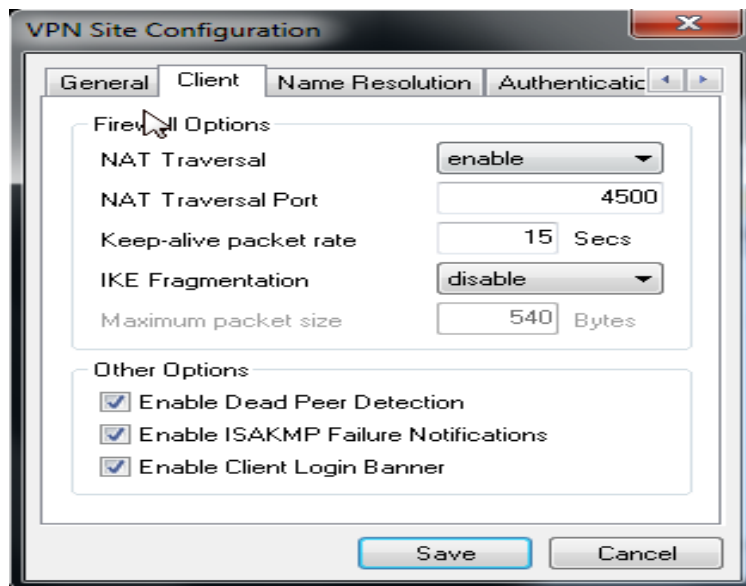 VPN Site Configuration
General Client Name Resolution Authenticatic
Firewall Options
NAT Traversal enable
NAT Traversal Port 4500
Keep-alive packet rate 15 Secs
IKE Fragmentation disable
Maximum packet size 540 Bytes
Other Options
Enable Dead Peer Detection
Enable ISAKMP Failure Notifications
Enable Client Login Banner
Save Cancel